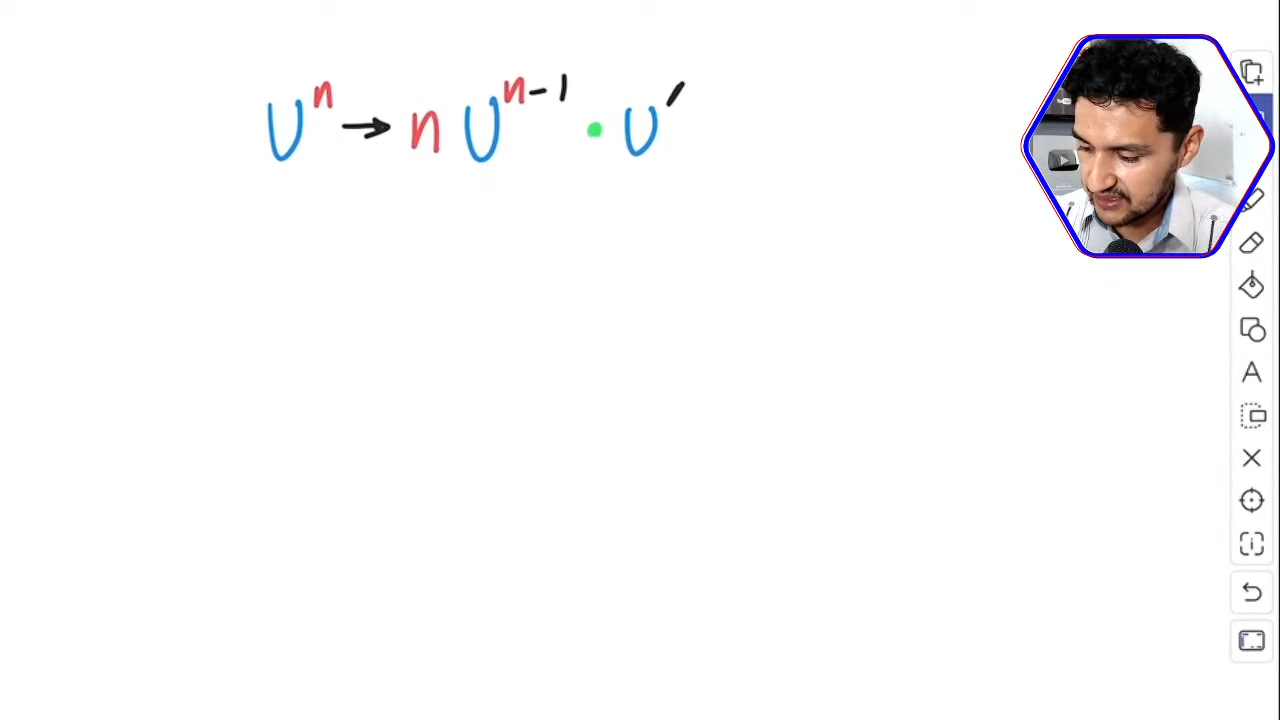 Uⁿ → n Uⁿ⁻¹ · U′